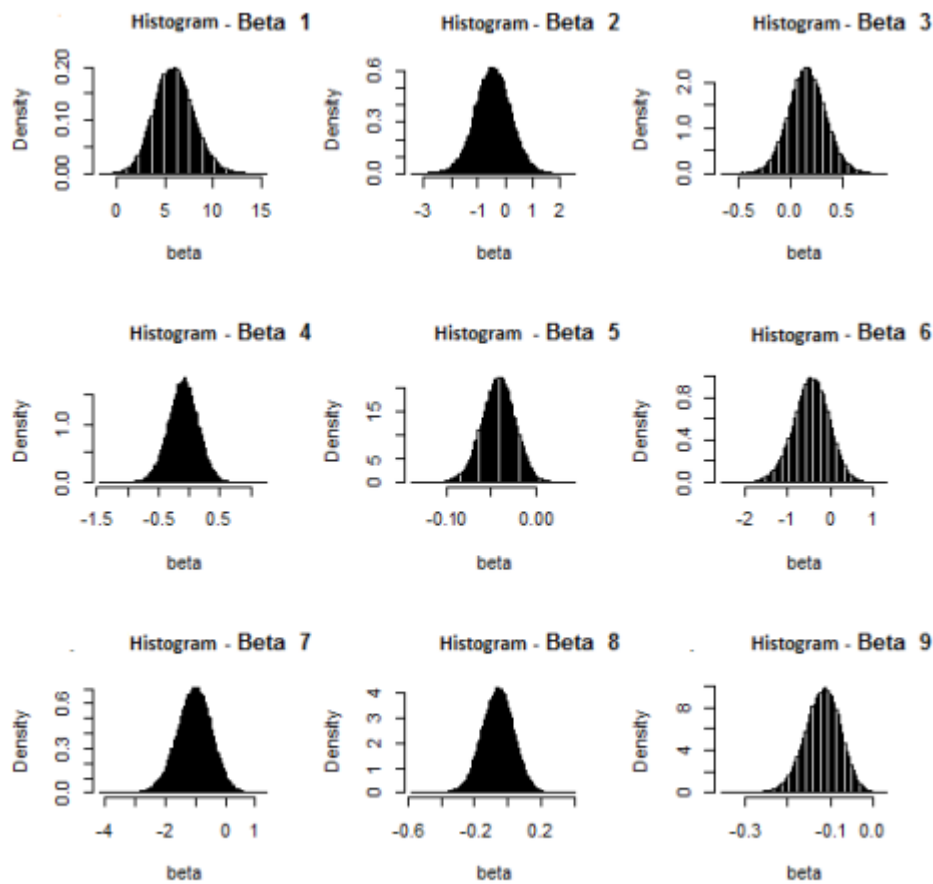 Histogram - Beta 1
Density
0.00 0.10 0.20
0 5 10 15
beta
Histogram - Beta 2
Density
0.0 0.3 0.6
-3 -1 0 1 2
beta
Histogram - Beta 3
Density
0.0 1.0 2.0
-0.5 0.0 0.5
beta
Histogram - Beta 4
Density
0.0 1.0
-1.5 -0.5 0.5
beta
Histogram - Beta 5
Density
0 5 15
-0.10 0.00
beta
Histogram - Beta 6
Density
0.0 0.4 0.8
-2 -1 0 1
beta
Histogram - Beta 7
Density
0.0 0.3 0.6
-4 -2 0 1
beta
Histogram - Beta 8
Density
0 1 2 3 4
-0.6 -0.2 0.2
beta
Histogram - Beta 9
Density
0 4 8
-0.3 -0.1 0.0
beta